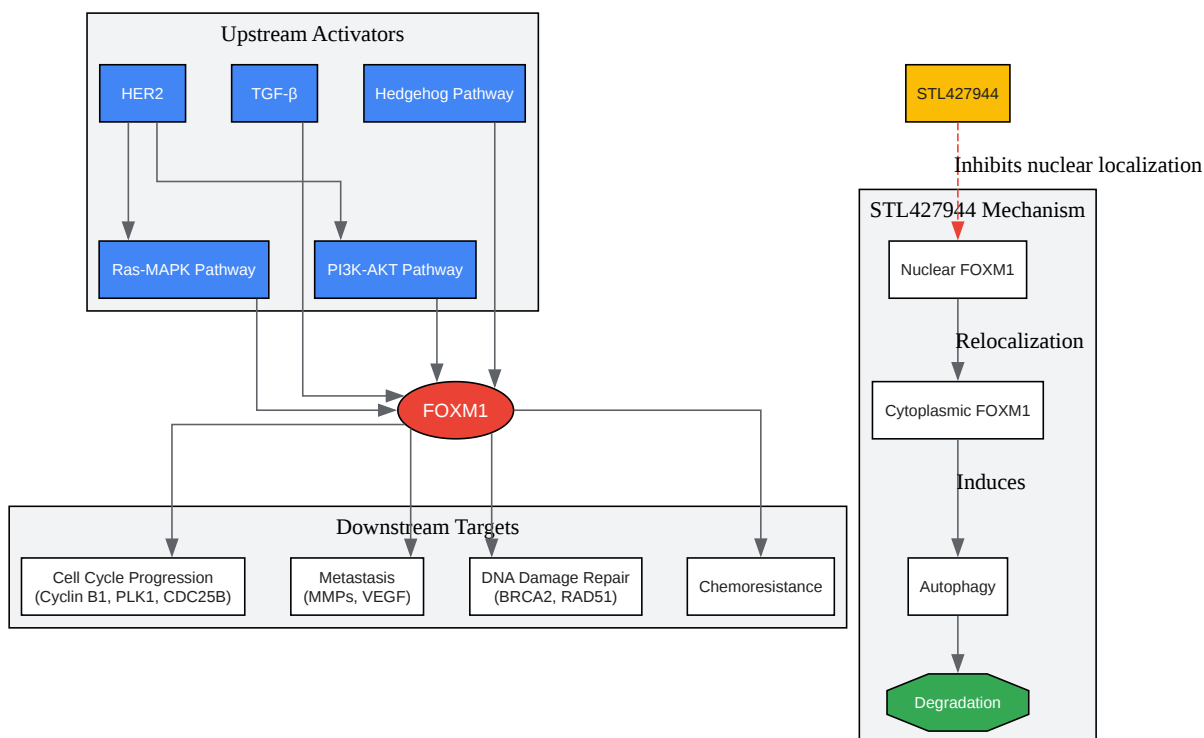 Upstream Activators
HER2
TGF-β
Hedgehog Pathway
Ras-MAPK Pathway
PI3K-AKT Pathway
FOXM1
Downstream Targets
Cell Cycle Progression
(Cyclin B1, PLK1, CDC25B)
Metastasis
(MMPs, VEGF)
DNA Damage Repair
(BRCA2, RAD51)
Chemoresistance
STL427944
Inhibits nuclear localization
STL427944 Mechanism
Nuclear FOXM1
Relocalization
Cytoplasmic FOXM1
Induces
Autophagy
Degradation